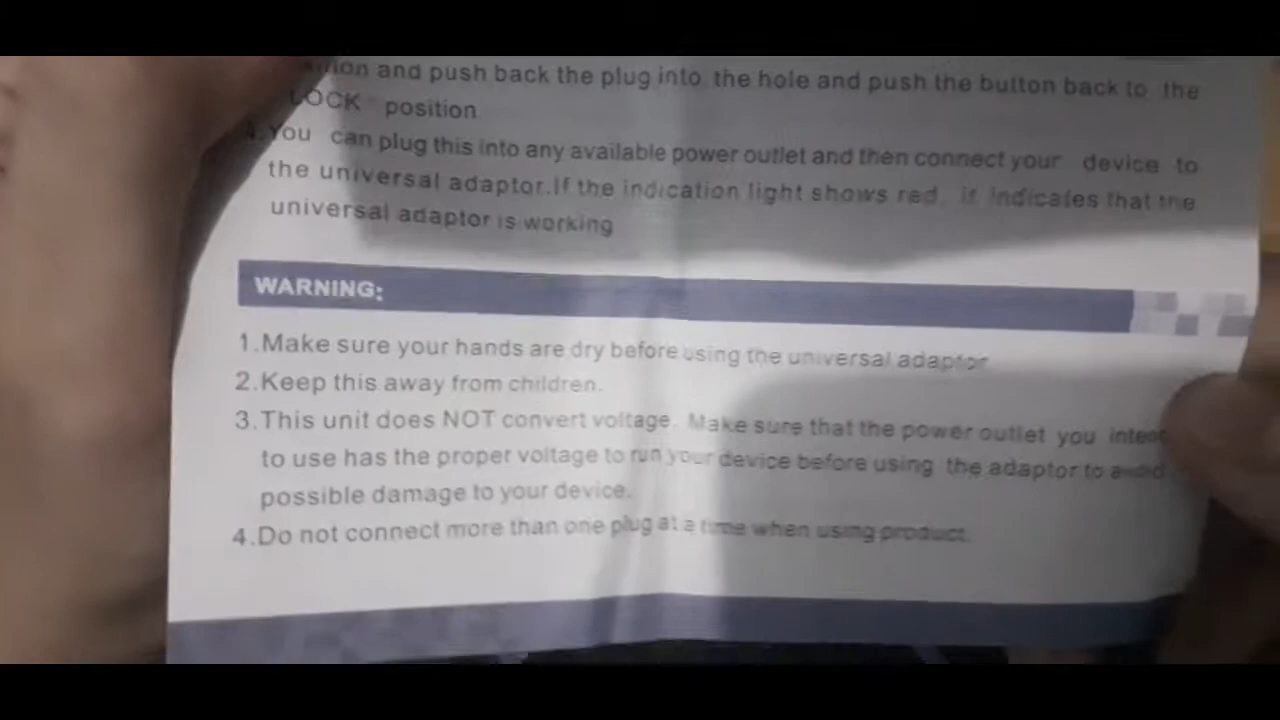 and push back the plug into the hole and push the button back to the
LOCK position
4.You can plug this into any available power outlet and then connect your device to
the universal adaptor.If the indication light shows red, it indicates that the
universal adaptor is working
WARNING:
1.Make sure your hands are dry before using the universal adaptor
2.Keep this away from children.
3.This unit does NOT convert voltage. Make sure that the power outlet you
to use has the proper voltage to run your device before using the adaptor to avoid
possible damage to your device.
4.Do not connect more than one plug at a time when using product.